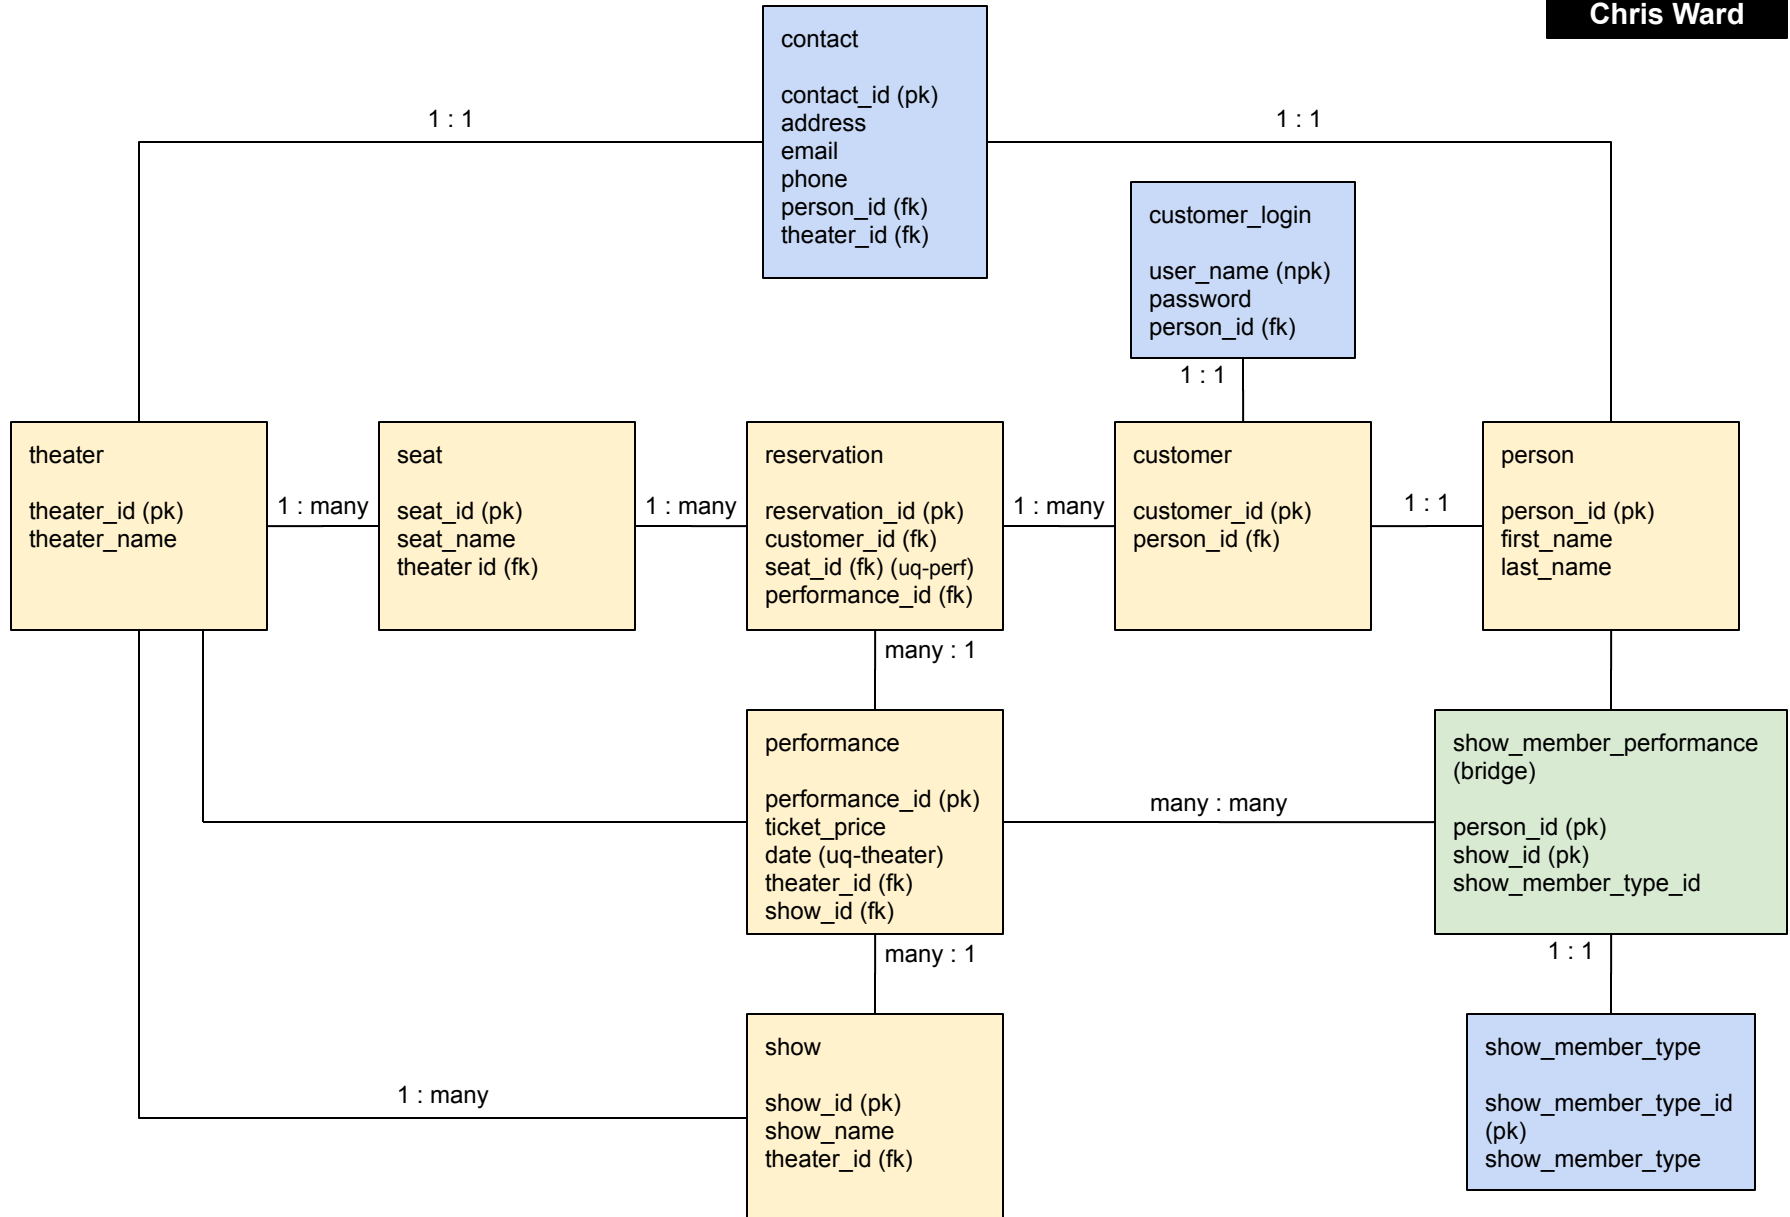 Chris Ward
contact
contact_id (pk)
address
email
phone
person_id (fk)
theater_id (fk)
1 : 1
1 : 1
customer_login
user_name (npk)
password
person_id (fk)
1 : 1
theater
theater_id (pk)
theater_name
1 : many
seat
seat_id (pk)
seat_name
theater id (fk)
1 : many
reservation
reservation_id (pk)
customer_id (fk)
seat_id (fk) (uq-perf)
performance_id (fk)
1 : many
customer
customer_id (pk)
person_id (fk)
1 : 1
person
person_id (pk)
first_name
last_name
many : 1
performance
performance_id (pk)
ticket_price
date (uq-theater)
theater_id (fk)
show_id (fk)
many : many
show_member_performance
(bridge)
person_id (pk)
show_id (pk)
show_member_type_id
many : 1
1 : 1
1 : many
show
show_id (pk)
show_name
theater_id (fk)
show_member_type
show_member_type_id
(pk)
show_member_type